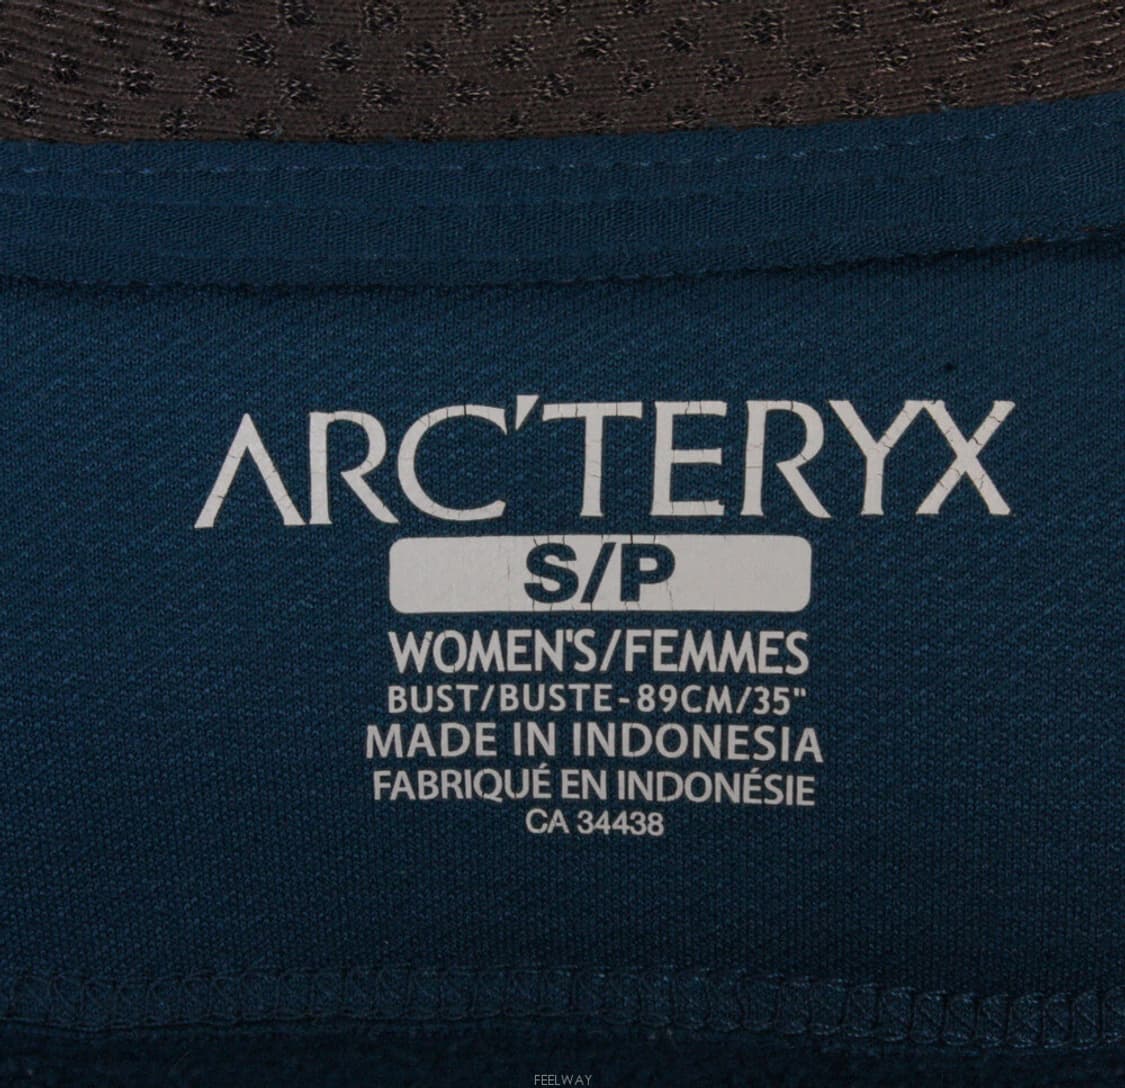 ARC'TERYX
S/P
WOMEN'S/FEMMES
BUST/BUSTE-89CM/35"
MADE IN INDONESIA
FABRIQUÉ EN INDONÉSIE
CA 34438
FEELWAY